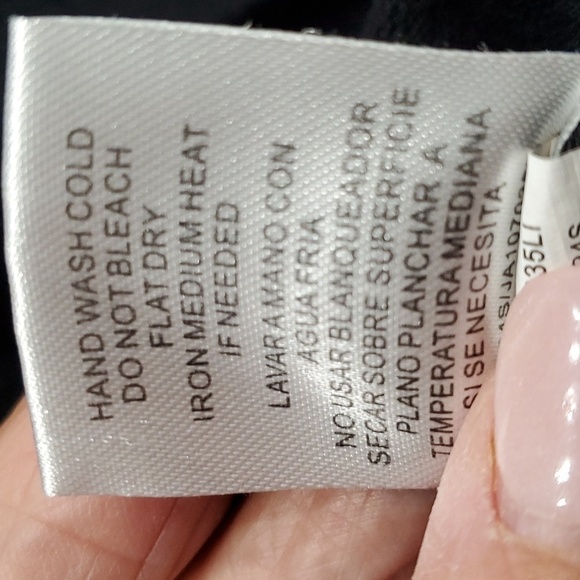 HAND WASH COLD
DO NOT BLEACH
FLAT DRY
IRON MEDIUM HEAT
IF NEEDED
LAVAR A MANO CON
AGUA FRIA
NO USAR BLANQUEADOR
SECAR SOBRE SUPERFICIE
PLANO PLANCHAR A
TEMPERATURA MEDIANA
SI SE NECESITA
35LI